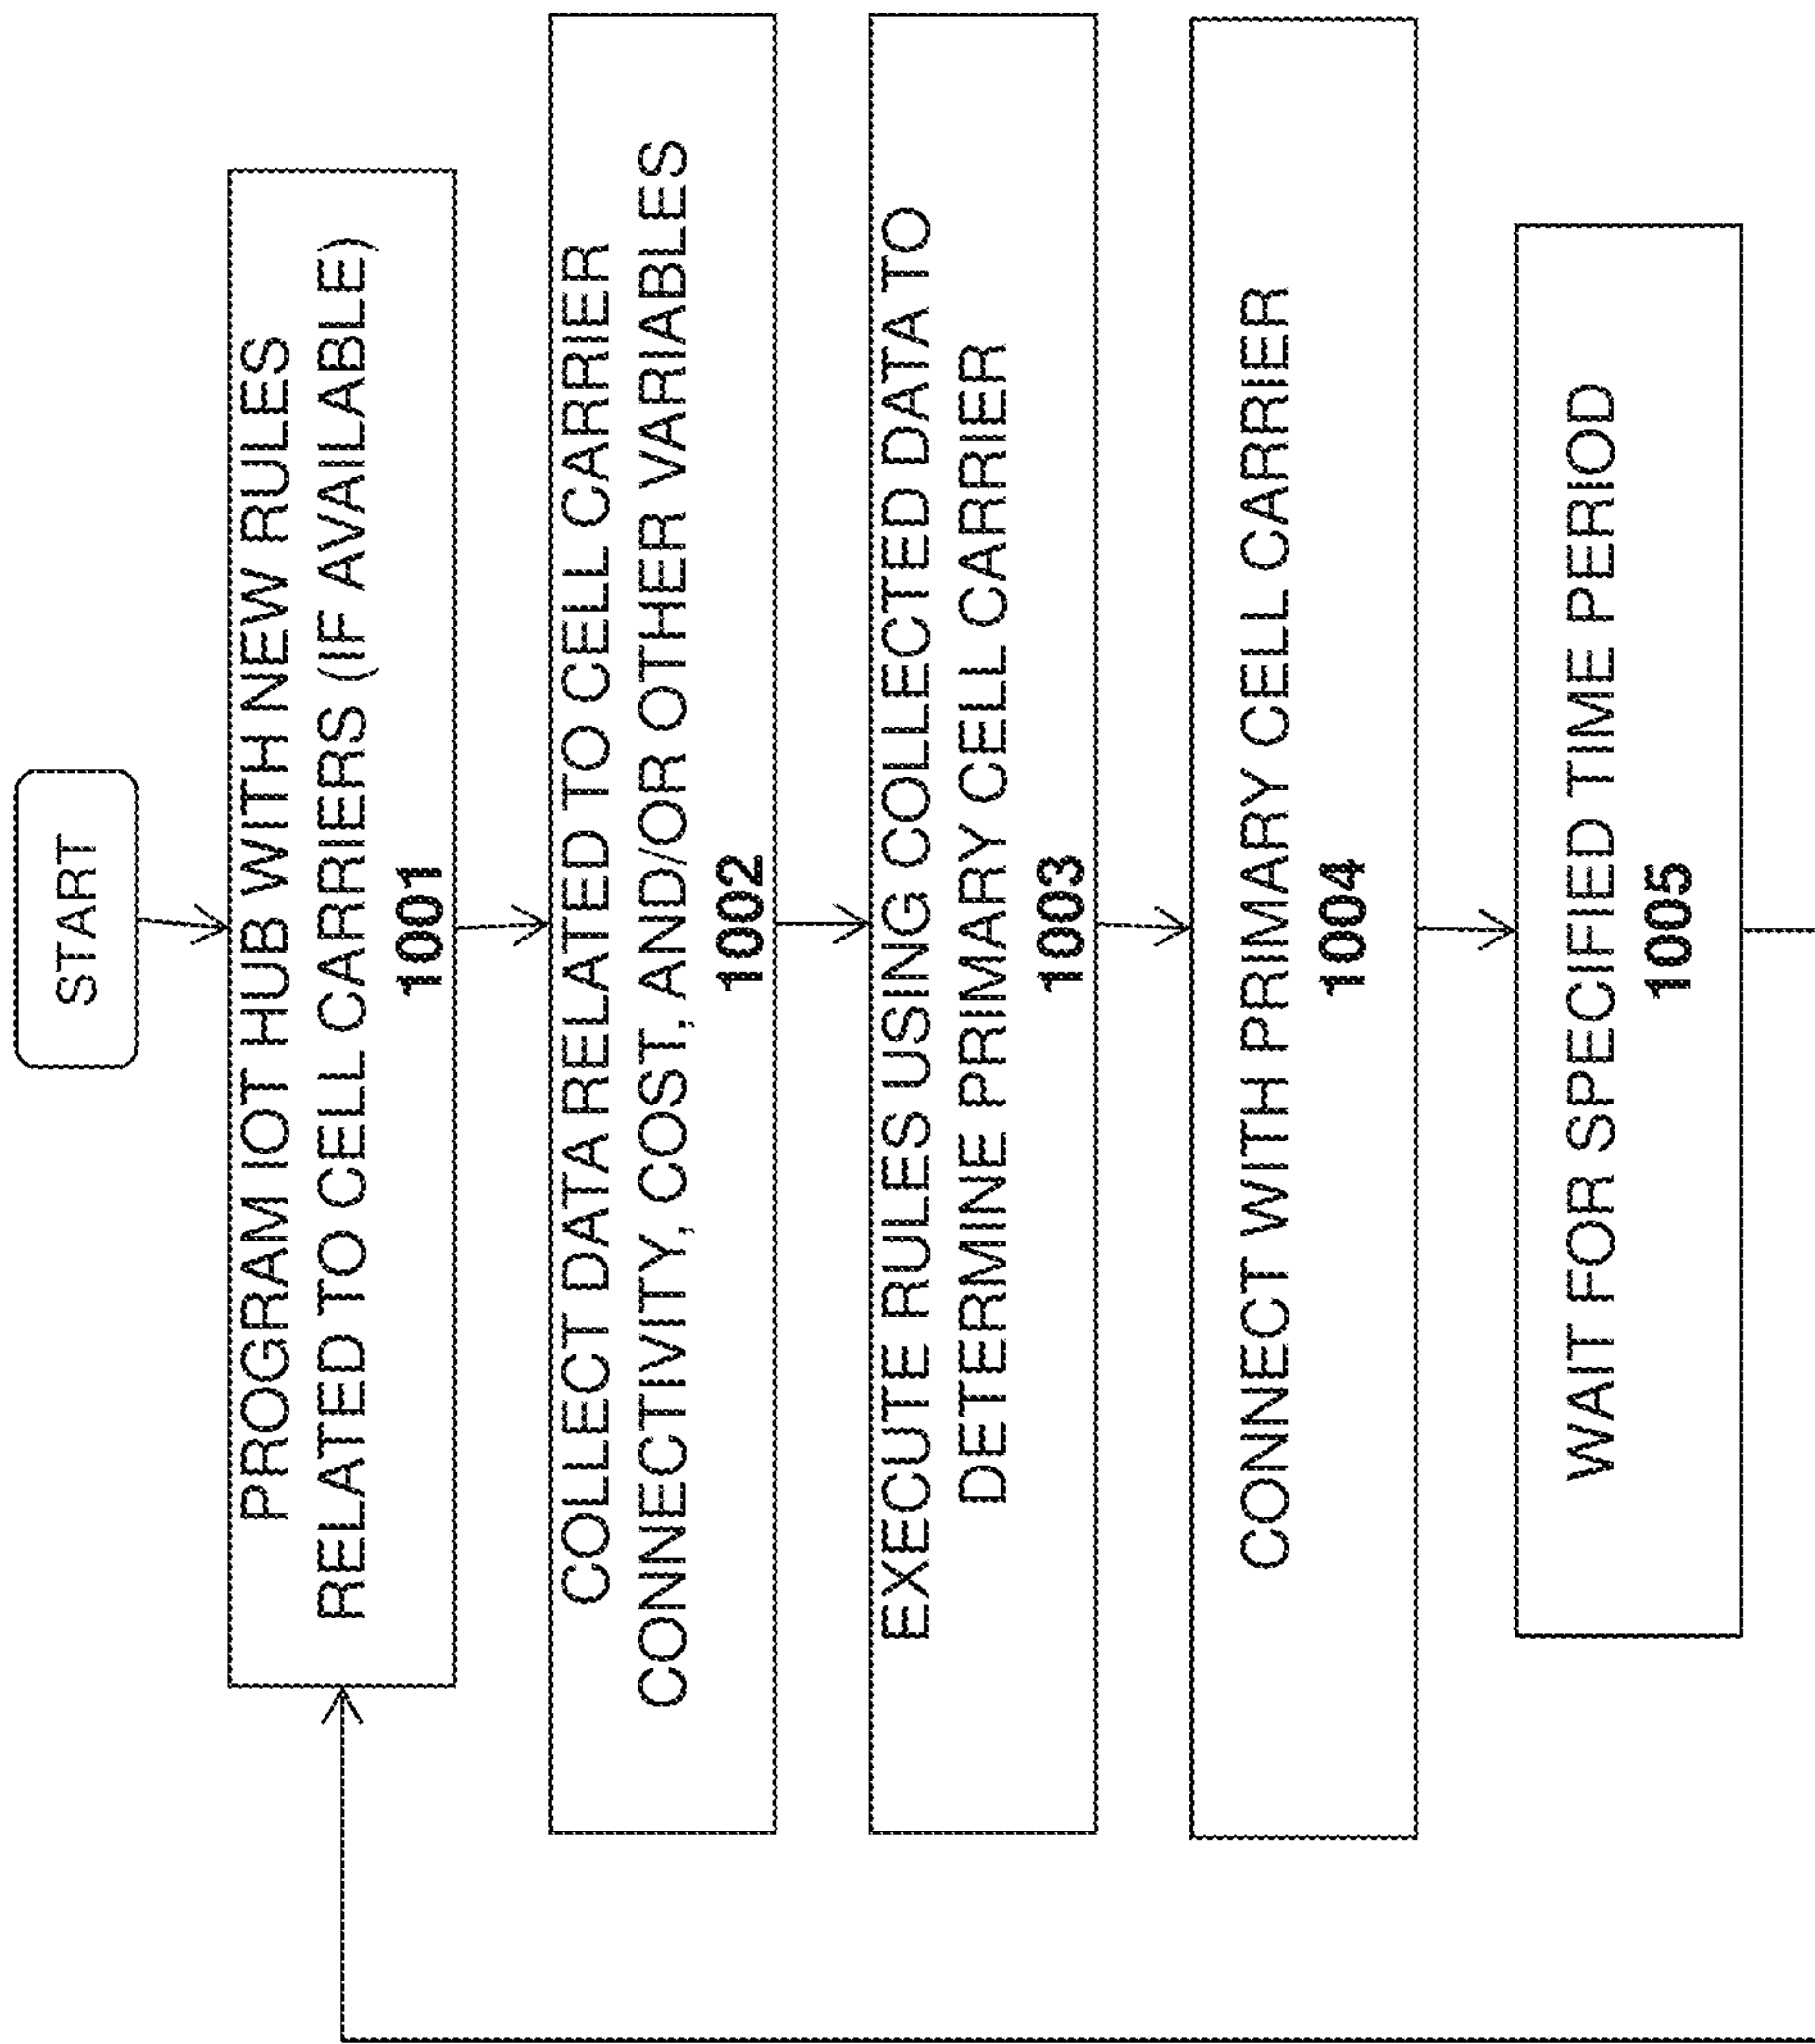 START
PROGRAM IOT HUB WITH NEW RULES
RELATED TO CELL CARRIERS (IF AVAILABLE)
1001
COLLECT DATA RELATED TO CELL CARRIER
CONNECTIVITY, COST, AND/OR OTHER VARIABLES
1002
EXECUTE RULES USING COLLECTED DATA TO
DETERMINE PRIMARY CELL CARRIER
1003
CONNECT WITH PRIMARY CELL CARRIER
1004
WAIT FOR SPECIFIED TIME PERIOD
1005